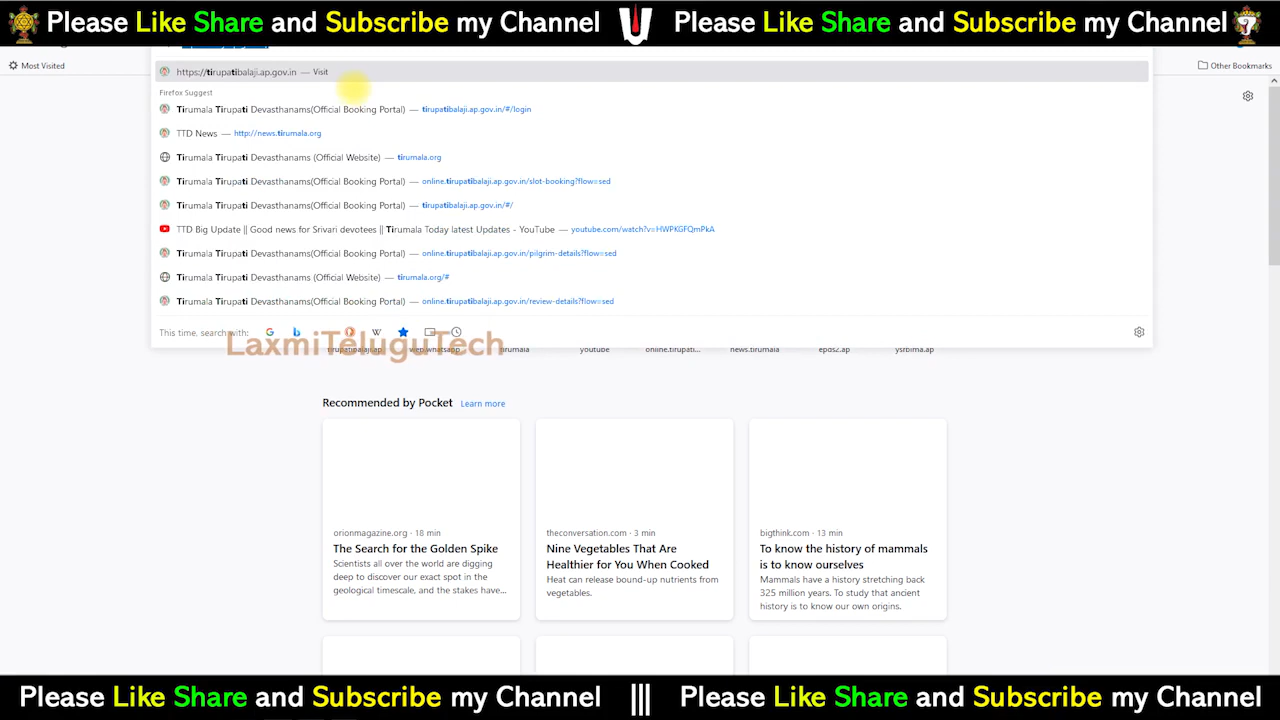 Please Like Share and Subscribe my Channel Please Like Share and Subscribe my Channel
Most Visited
Other Bookmarks
https://tirupatibalaji.ap.gov.in — Visit
Firefox Suggest
Tirumala Tirupati Devasthanams(Official Booking Portal) — tirupatibalaji.ap.gov.in/#/login
TTD News — http://news.tirumala.org
Tirumala Tirupati Devasthanams (Official Website) — tirumala.org
Tirumala Tirupati Devasthanams(Official Booking Portal) — online.tirupatibalaji.ap.gov.in/slot-booking?flow=sed
Tirumala Tirupati Devasthanams(Official Booking Portal) — tirupatibalaji.ap.gov.in/#/
TTD Big Update || Good news for Srivari devotees || Tirumala Today latest Updates - YouTube — youtube.com/watch?v=HWPKGFQmPkA
Tirumala Tirupati Devasthanams(Official Booking Portal) — online.tirupatibalaji.ap.gov.in/pilgrim-details?flow=sed
Tirumala Tirupati Devasthanams (Official Website) — tirumala.org/#
Tirumala Tirupati Devasthanams(Official Booking Portal) — online.tirupatibalaji.ap.gov.in/review-details?flow=sed
This time, search with:
LaxmiTeluguTech
tirupatibalaji.ap web.whatsapp tirumala youtube online.tirupati... news.tirumala epds2.ap ysrbima.ap
Recommended by Pocket Learn more
orionmagazine.org · 18 min
The Search for the Golden Spike
Scientists all over the world are digging
deep to discover our exact spot in the
geological timescale, and the stakes have...
theconversation.com · 3 min
Nine Vegetables That Are
Healthier for You When Cooked
Heat can release bound-up nutrients from
vegetables.
bigthink.com · 13 min
To know the history of mammals
is to know ourselves
Mammals have a history stretching back
325 million years. To study that ancient
history is to know our own origins.
Please Like Share and Subscribe my Channel ||| Please Like Share and Subscribe my Channel